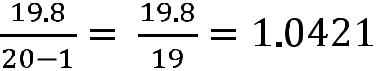 19.8/20−1 = 19.8/19 = 1.0421